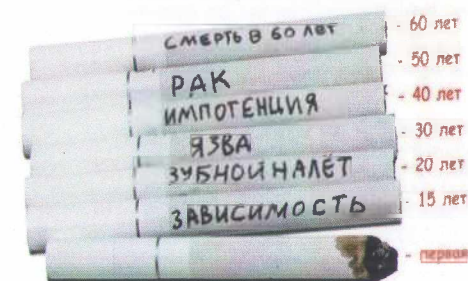 СМЕРТЬ В 60 ЛЕТ - 60 лет
РАК - 50 лет
ИМПОТЕНЦИЯ - 40 лет
ЯЗВА - 30 лет
ЗУБНОЙ НАЛЁТ - 20 лет
ЗАВИСИМОСТЬ - 15 лет
- первая